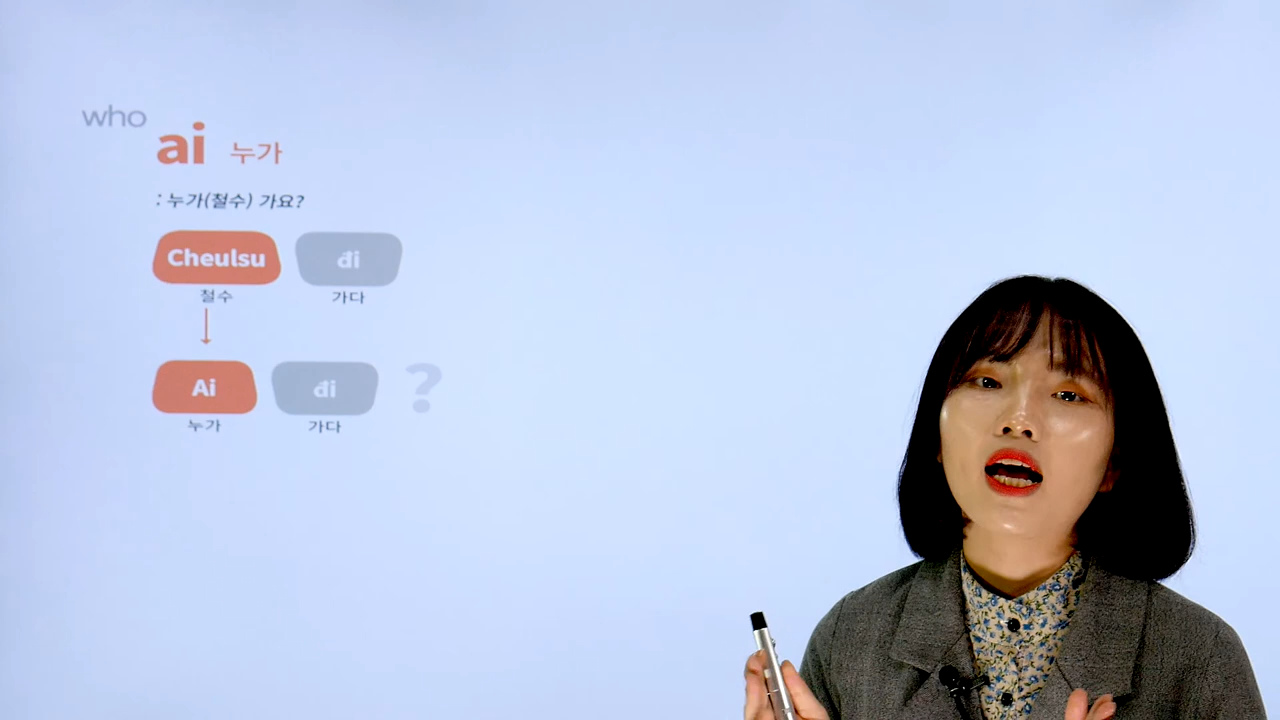 who
ai 누가
: 누가(철수) 가요?
Cheulsu đi
철수 가다
Ai đi ?
누가 가다